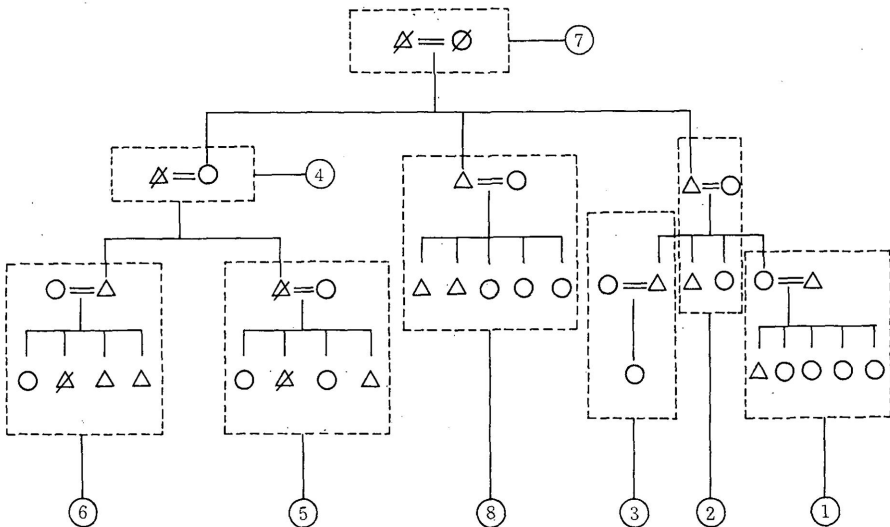 ⑦
④
⑥ ⑤ ⑧ ③ ② ①